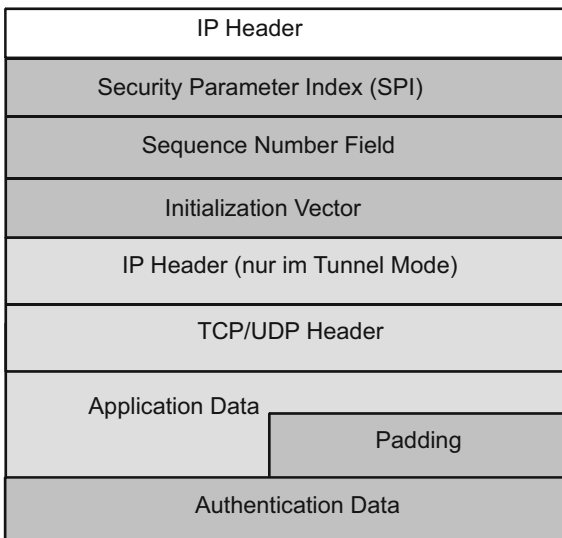 IP Header
Security Parameter Index (SPI)
Sequence Number Field
Initialization Vector
IP Header (nur im Tunnel Mode)
TCP/UDP Header
Application Data
Padding
Authentication Data